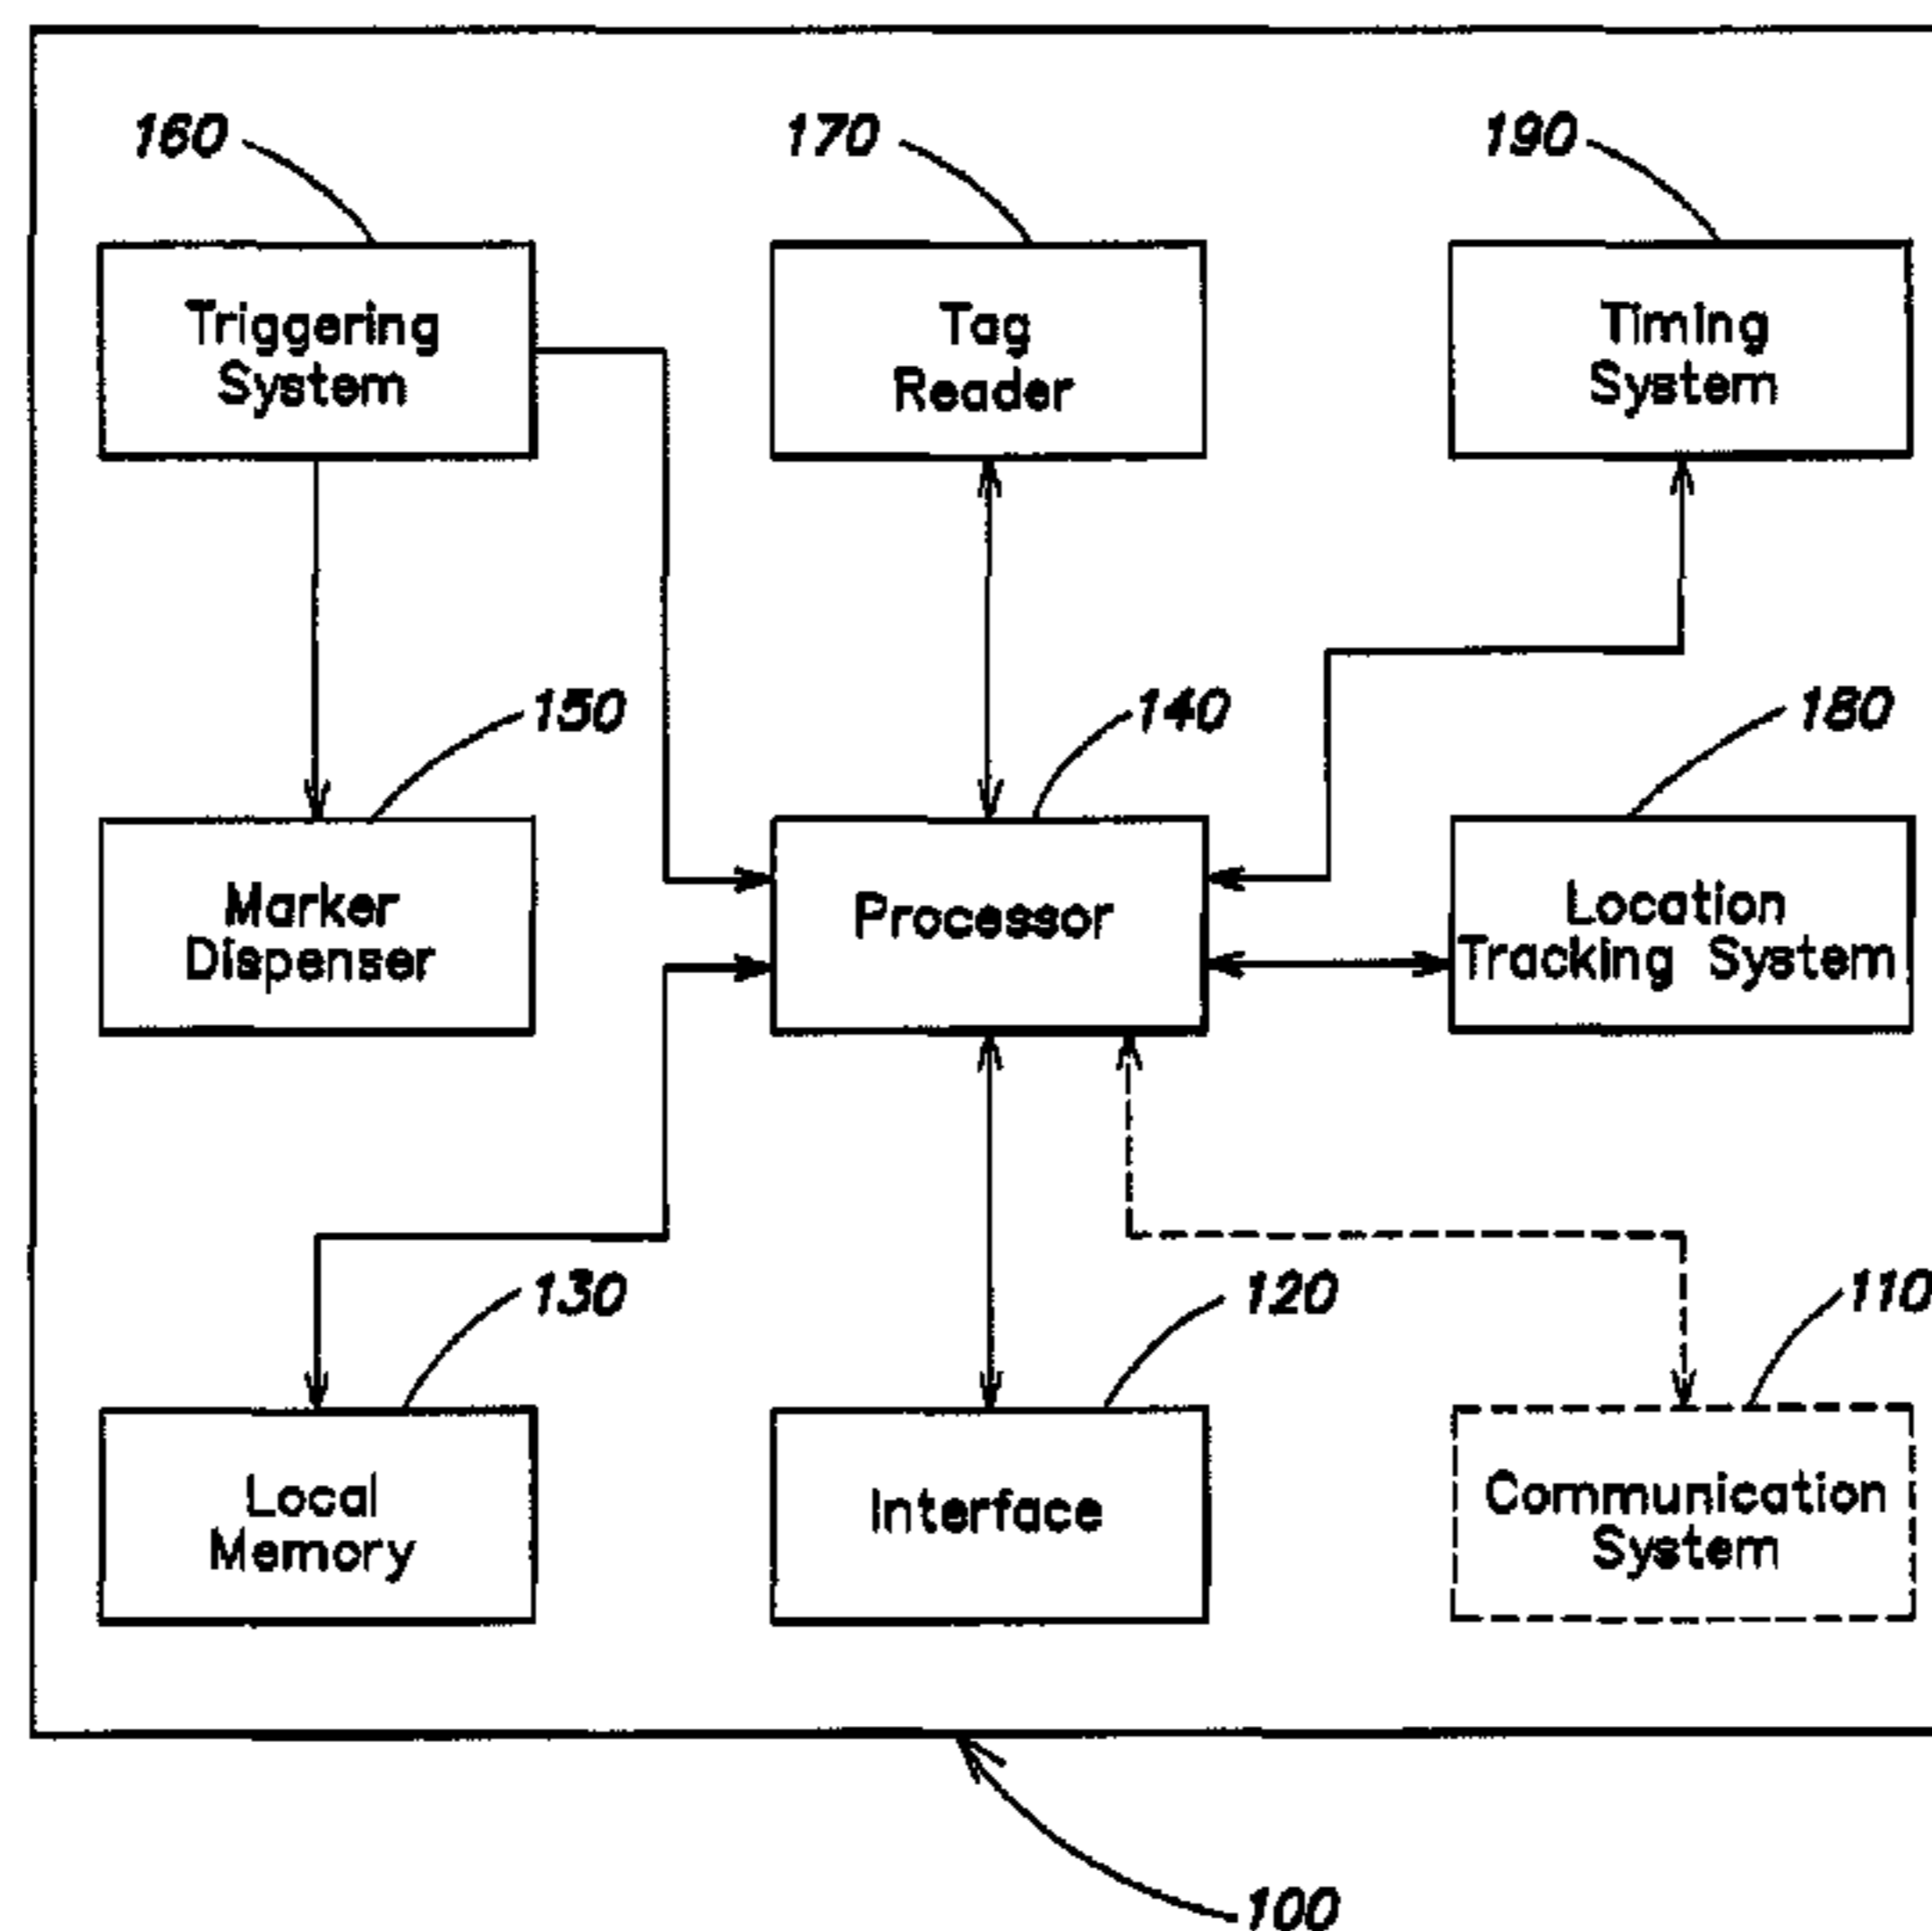 160
170
190
Triggering
System
Tag
Reader
Timing
System
150
140
180
Marker
Dispenser
Processor
Location
Tracking System
130
120
110
Local
Memory
Interface
Communication
System
100